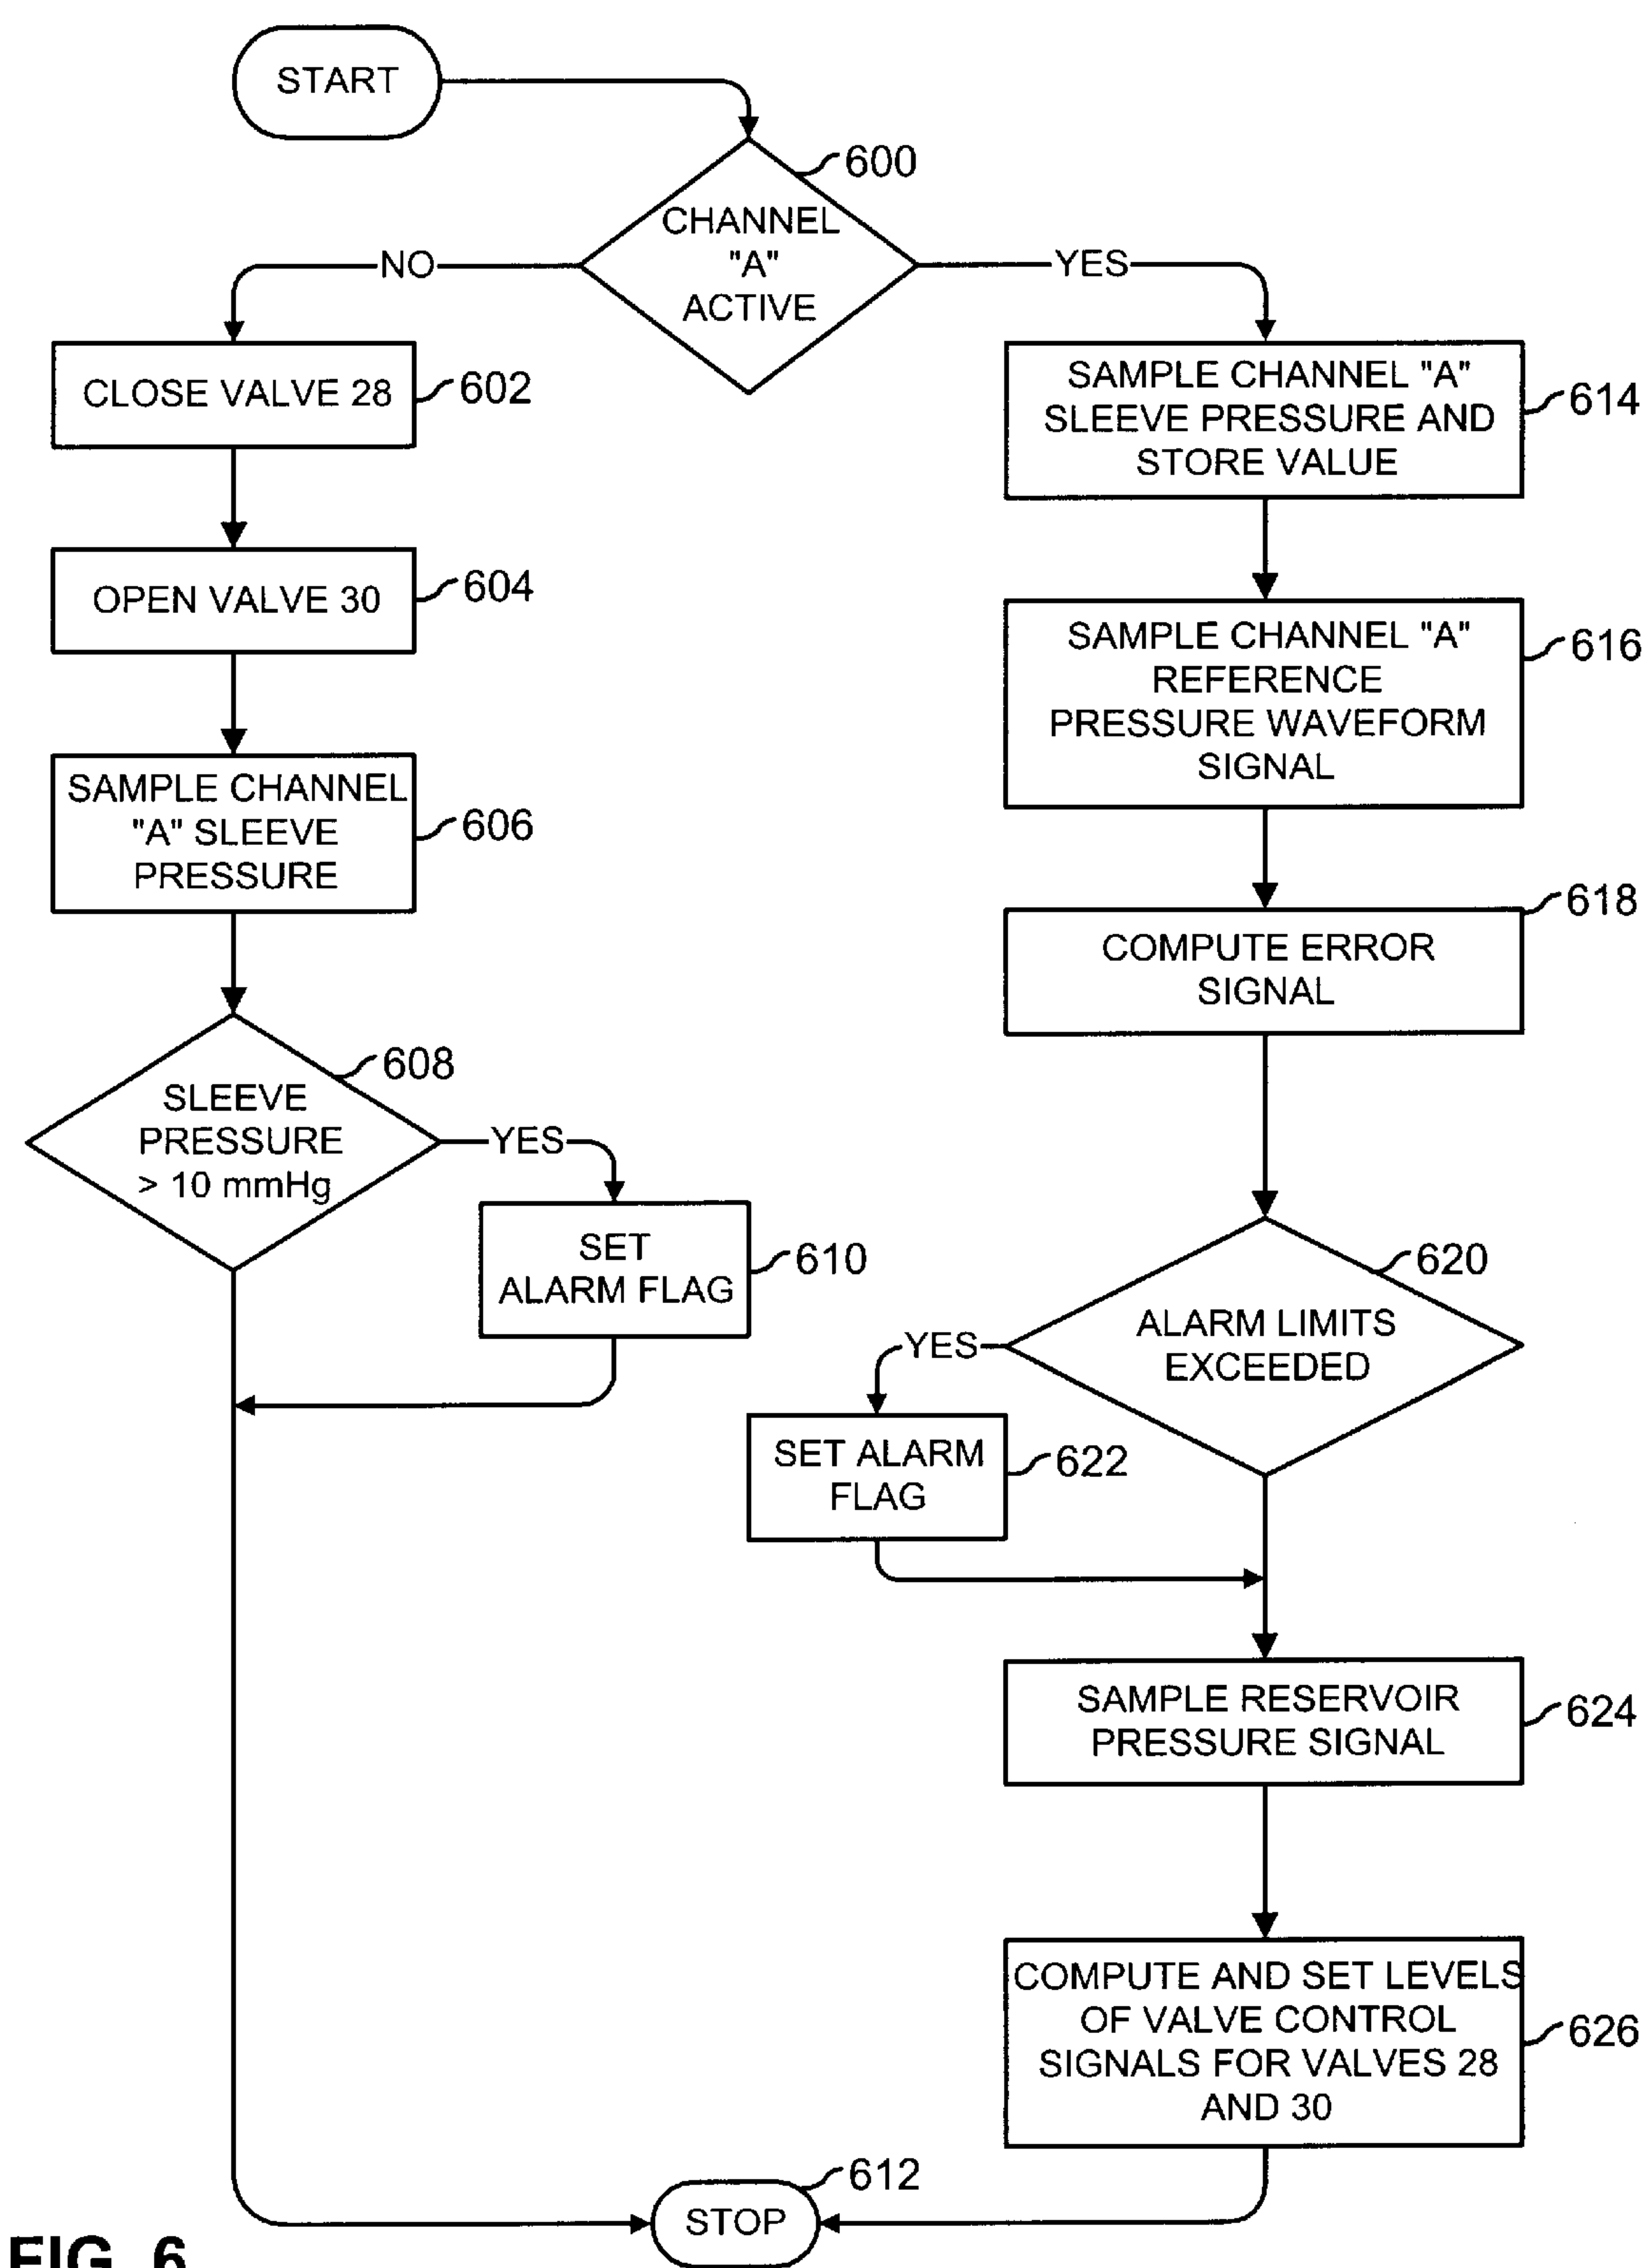 START
600
CHANNEL
"A"
ACTIVE
NO
YES
CLOSE VALVE 28
602
SAMPLE CHANNEL "A"
SLEEVE PRESSURE AND
STORE VALUE
614
OPEN VALVE 30
604
SAMPLE CHANNEL "A"
REFERENCE
PRESSURE WAVEFORM
SIGNAL
616
SAMPLE CHANNEL
"A" SLEEVE
PRESSURE
606
COMPUTE ERROR
SIGNAL
618
SLEEVE
PRESSURE
> 10 mmHg
608
YES
SET
ALARM FLAG
610
ALARM LIMITS
EXCEEDED
620
YES
SET ALARM
FLAG
622
SAMPLE RESERVOIR
PRESSURE SIGNAL
624
COMPUTE AND SET LEVELS
OF VALVE CONTROL
SIGNALS FOR VALVES 28
AND 30
626
612
STOP
FIG. 6